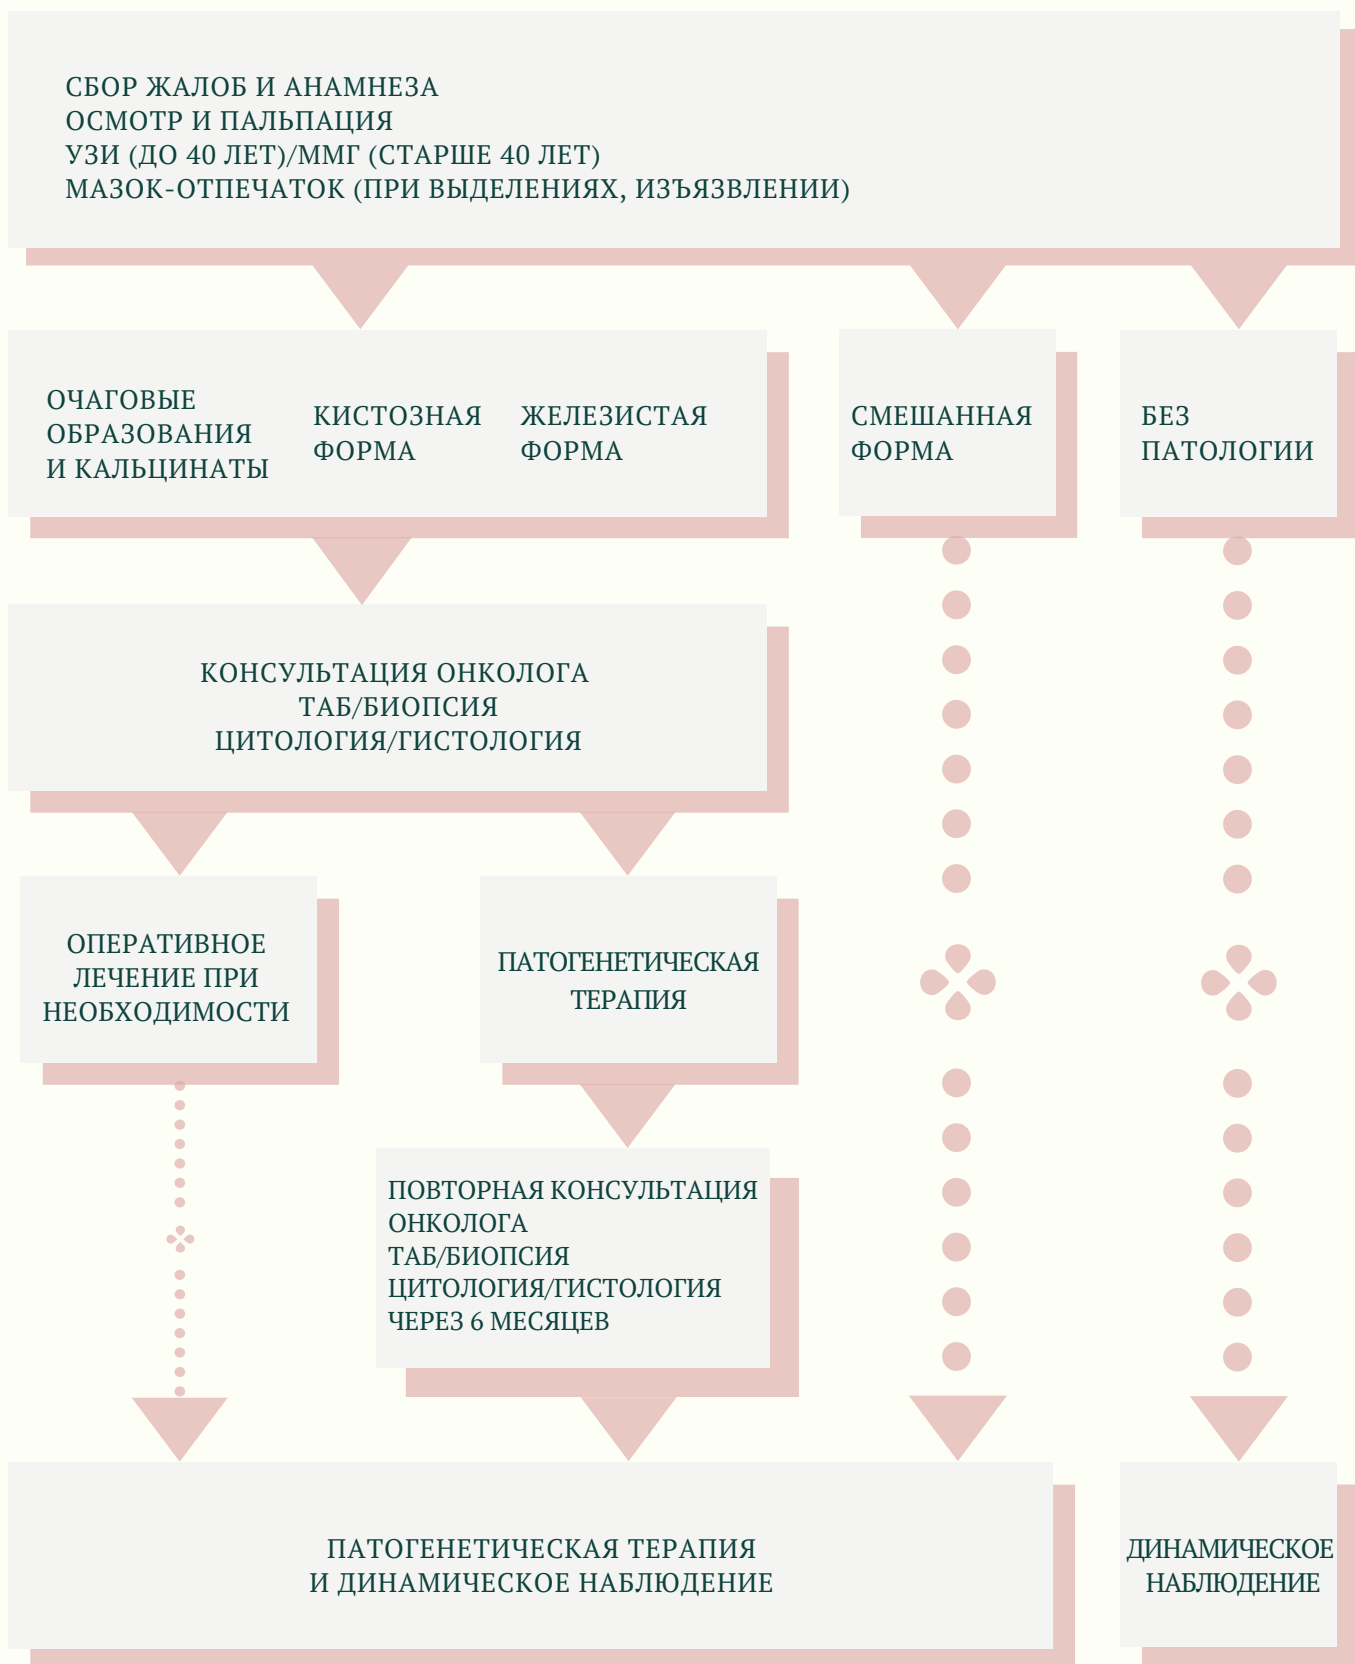 СБОР ЖАЛОБ И АНАМНЕЗА
ОСМОТР И ПАЛЬПАЦИЯ
УЗИ (ДО 40 ЛЕТ)/ММГ (СТАРШЕ 40 ЛЕТ)
МАЗОК-ОТПЕЧАТОК (ПРИ ВЫДЕЛЕНИЯХ, ИЗЪЯЗВЛЕНИИ)
ОЧАГОВЫЕ
ОБРАЗОВАНИЯ
И КАЛЬЦИНАТЫ
КИСТОЗНАЯ
ФОРМА
ЖЕЛЕЗИСТАЯ
ФОРМА
СМЕШАННАЯ
ФОРМА
БЕЗ
ПАТОЛОГИИ
КОНСУЛЬТАЦИЯ ОНКОЛОГА
ТАБ/БИОПСИЯ
ЦИТОЛОГИЯ/ГИСТОЛОГИЯ
ОПЕРАТИВНОЕ
ЛЕЧЕНИЕ ПРИ
НЕОБХОДИМОСТИ
ПАТОГЕНЕТИЧЕСКАЯ
ТЕРАПИЯ
ПОВТОРНАЯ КОНСУЛЬТАЦИЯ
ОНКОЛОГА
ТАБ/БИОПСИЯ
ЦИТОЛОГИЯ/ГИСТОЛОГИЯ
ЧЕРЕЗ 6 МЕСЯЦЕВ
ПАТОГЕНЕТИЧЕСКАЯ ТЕРАПИЯ
И ДИНАМИЧЕСКОЕ НАБЛЮДЕНИЕ
ДИНАМИЧЕСКОЕ
НАБЛЮДЕНИЕ